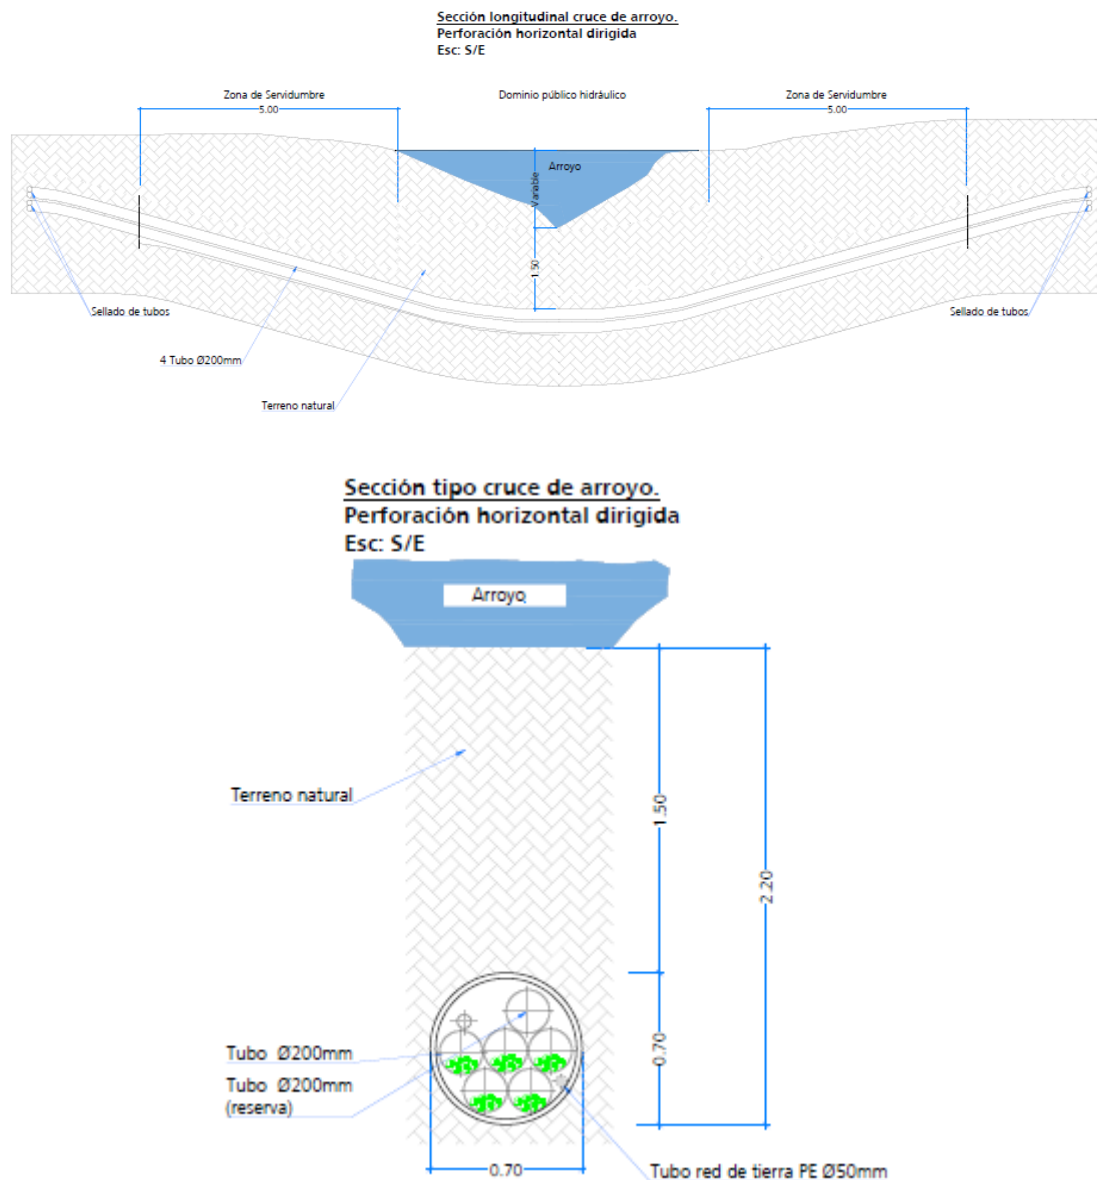 Sección longitudinal cruce de arroyo.
Perforación horizontal dirigida
Esc: S/E
Zona de Servidumbre
Dominio público hidráulico
Zona de Servidumbre
5.00
5.00
Arroyo
Variable
1.50
Sellado de tubos
Sellado de tubos
4 Tubo Ø200mm
Terreno natural
Sección tipo cruce de arroyo.
Perforación horizontal dirigida
Esc: S/E
Arroyo
Terreno natural
1.50
2.20
0.70
Tubo Ø200mm
Tubo Ø200mm
(reserva)
0.70
Tubo red de tierra PE Ø50mm